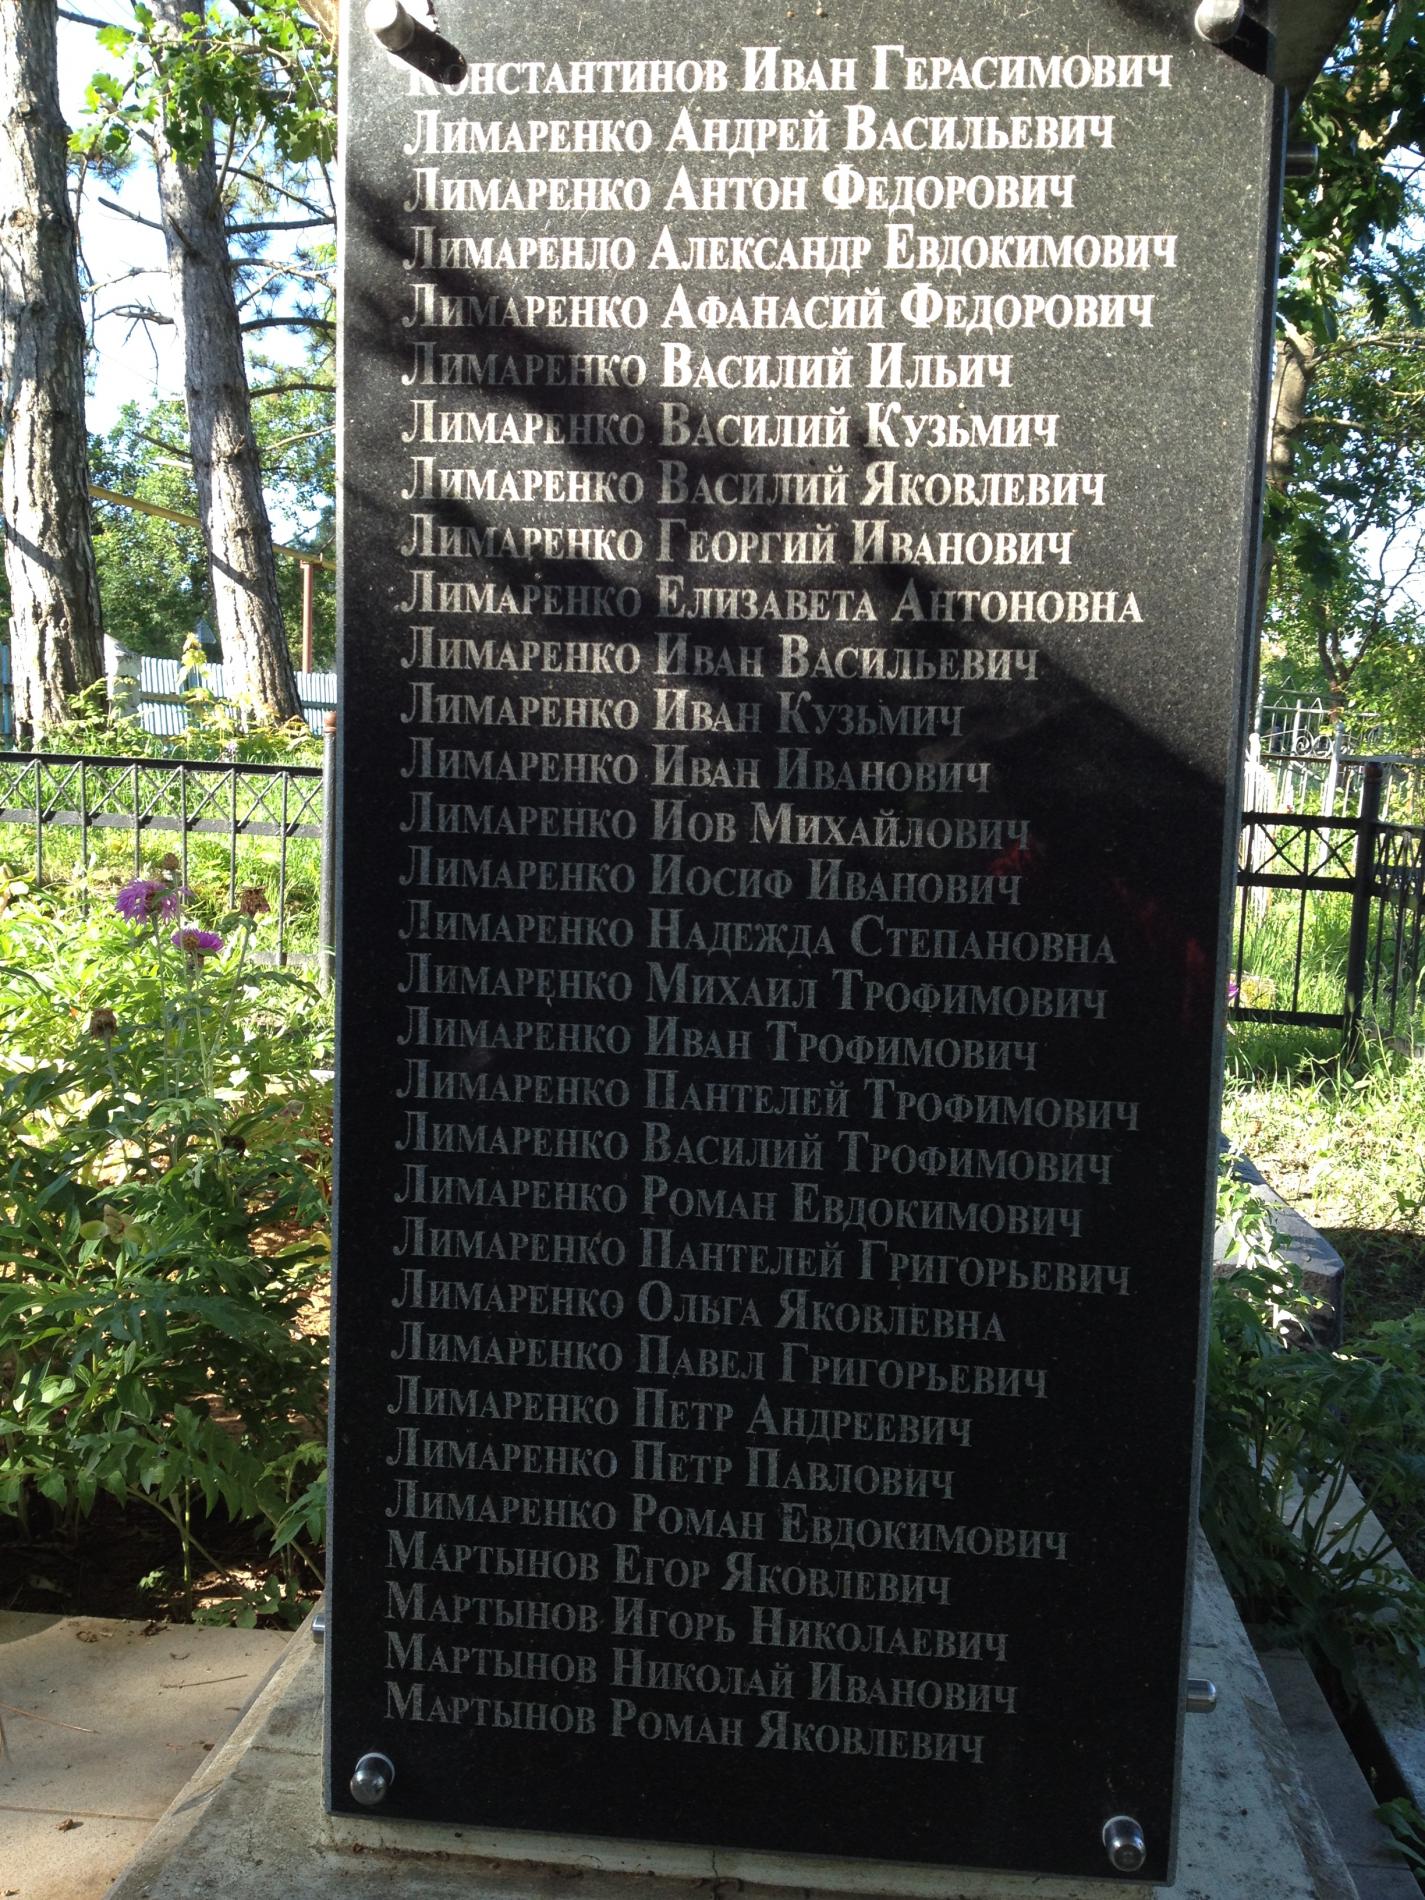 Константинов Иван Герасимович
Лимаренко Андрей Васильевич
Лимаренко Антон Федорович
Лимаренло Александр Евдокимович
Лимаренко Афанасий Федорович
Лимаренко Василий Ильич
Лимаренко Василий Кузьмич
Лимаренко Василий Яковлевич
Лимаренко Георгий Иванович
Лимаренко Елизавета Антоновна
Лимаренко Иван Васильевич
Лимаренко Иван Кузьмич
Лимаренко Иван Иванович
Лимаренко Иов Михайлович
Лимаренко Иосиф Иванович
Лимаренко Надежда Степановна
Лимаренко Михаил Трофимович
Лимаренко Иван Трофимович
Лимаренко Пантелей Трофимович
Лимаренко Василий Трофимович
Лимаренко Роман Евдокимович
Лимаренко Пантелей Григорьевич
Лимаренко Ольга Яковлевна
Лимаренко Павел Григорьевич
Лимаренко Петр Андреевич
Лимаренко Петр Павлович
Лимаренко Роман Евдокимович
Мартынов Егор Яковлевич
Мартынов Игорь Николаевич
Мартынов Николай Иванович
Мартынов Роман Яковлевич